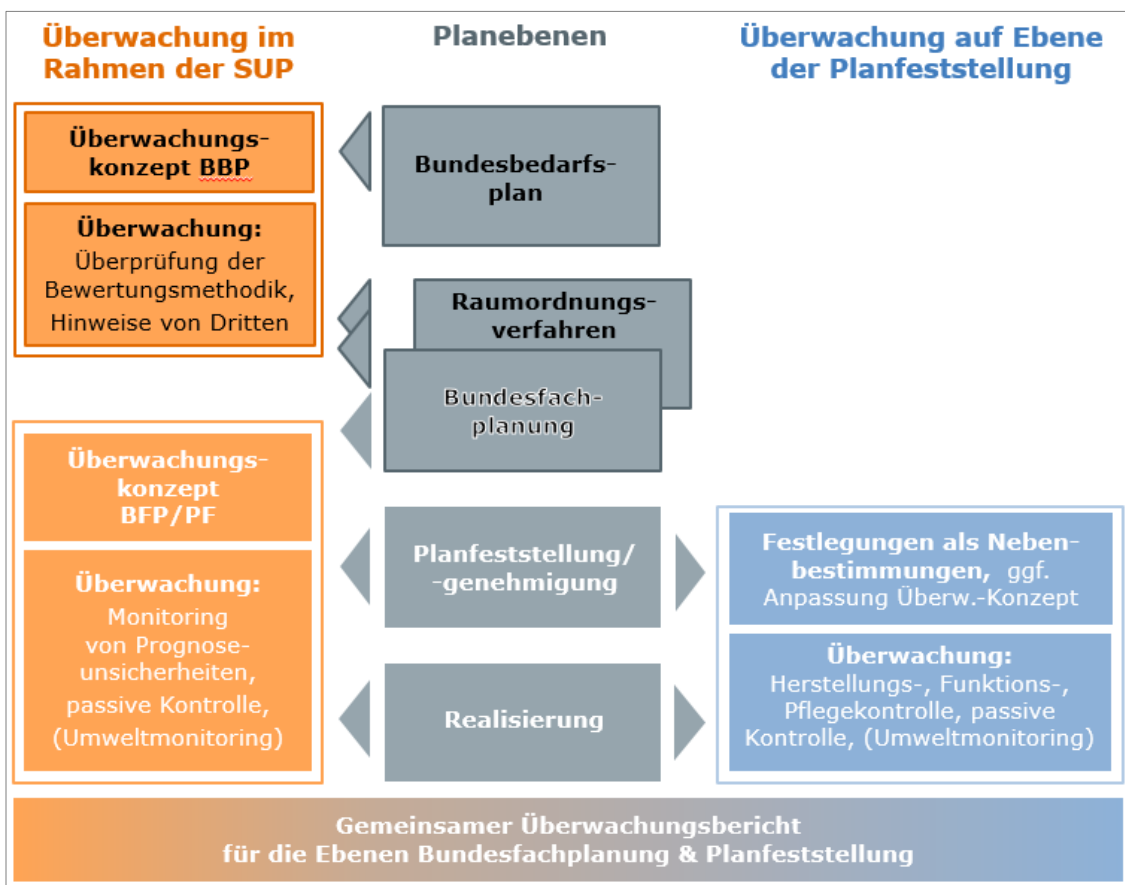 Überwachung im
Rahmen der SUP
Planebenen
Überwachung auf Ebene
der Planfeststellung
Überwachungs-
konzept BBP
Überwachung:
Überprüfung der
Bewertungsmethodik,
Hinweise von Dritten
Bundesbedarfs-
plan
Raumordnungs-
verfahren
Bundesfach-
planung
Überwachungs-
konzept
BFP/PF
Überwachung:
Monitoring
von Prognose-
unsicherheiten,
passive Kontrolle,
(Umweltmonitoring)
Planfeststellung/
-genehmigung
Realisierung
Festlegungen als Neben-
bestimmungen, ggf.
Anpassung Überw.-Konzept
Überwachung:
Herstellungs-, Funktions-,
Pflegekontrolle, passive
Kontrolle, (Umweltmonitoring)
Gemeinsamer Überwachungsbericht
für die Ebenen Bundesfachplanung & Planfeststellung